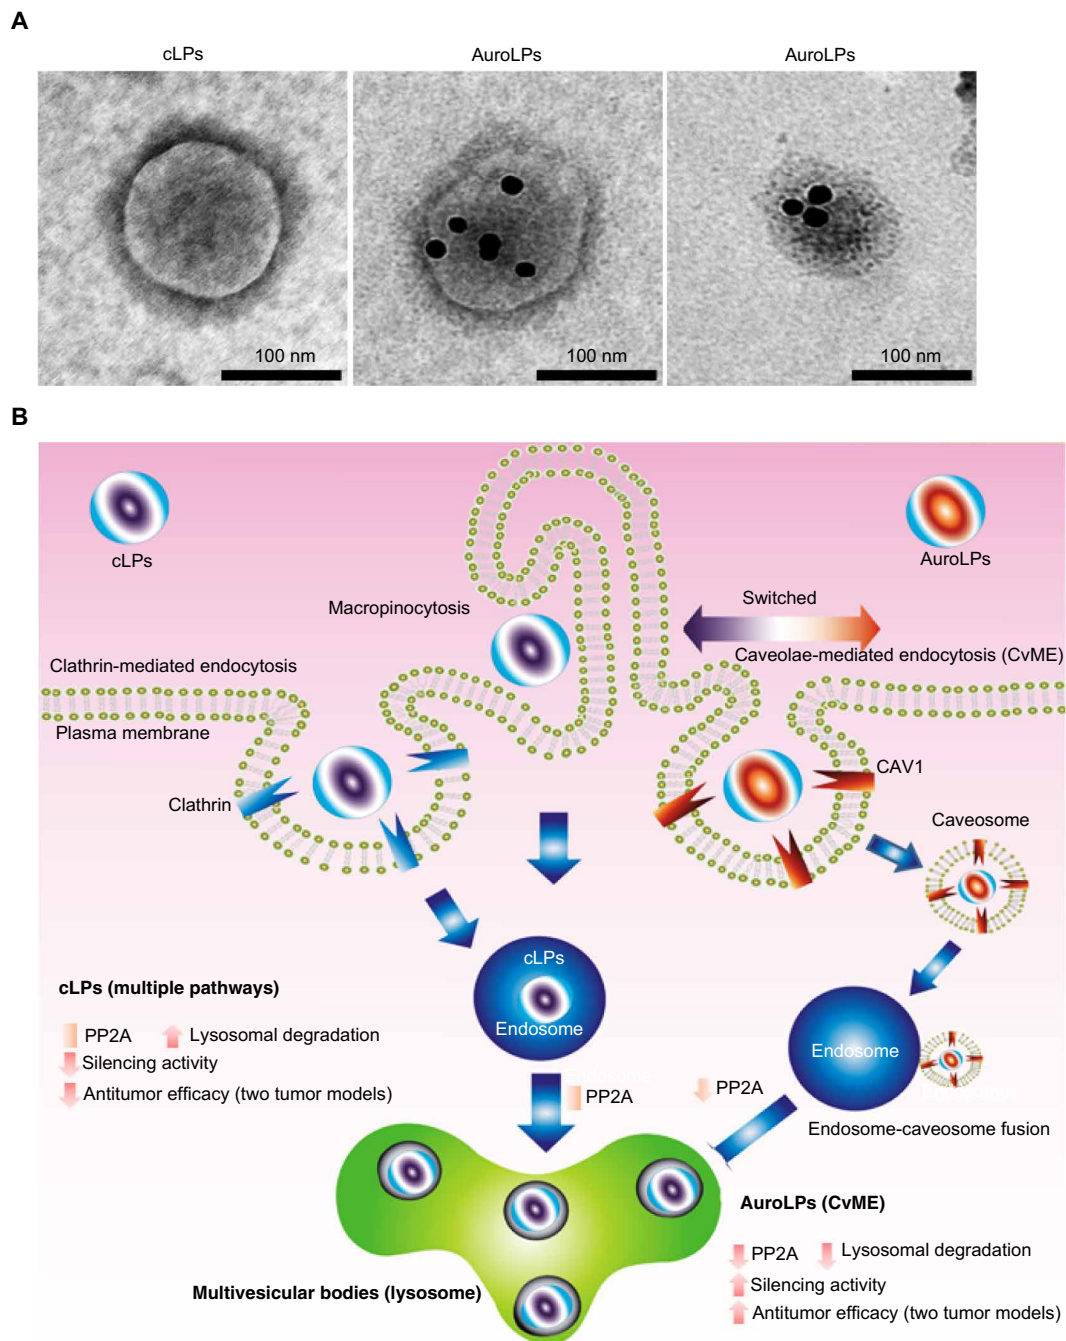 A
cLPs
AuroLPs
AuroLPs
100 nm
100 nm
100 nm
B
cLPs
AuroLPs
Macropinocytosis
Switched
Clathrin-mediated endocytosis
Caveolae-mediated endocytosis (CvME)
Plasma membrane
Clathrin
CAV1
Caveosome
cLPs
Endosome
cLPs (multiple pathways)
PP2A
Lysosomal degradation
Silencing activity
Antitumor efficacy (two tumor models)
Endosome
PP2A
PP2A
Endosome-caveosome fusion
AuroLPs (CvME)
PP2A
Lysosomal degradation
Silencing activity
Antitumor efficacy (two tumor models)
Multivesicular bodies (lysosome)